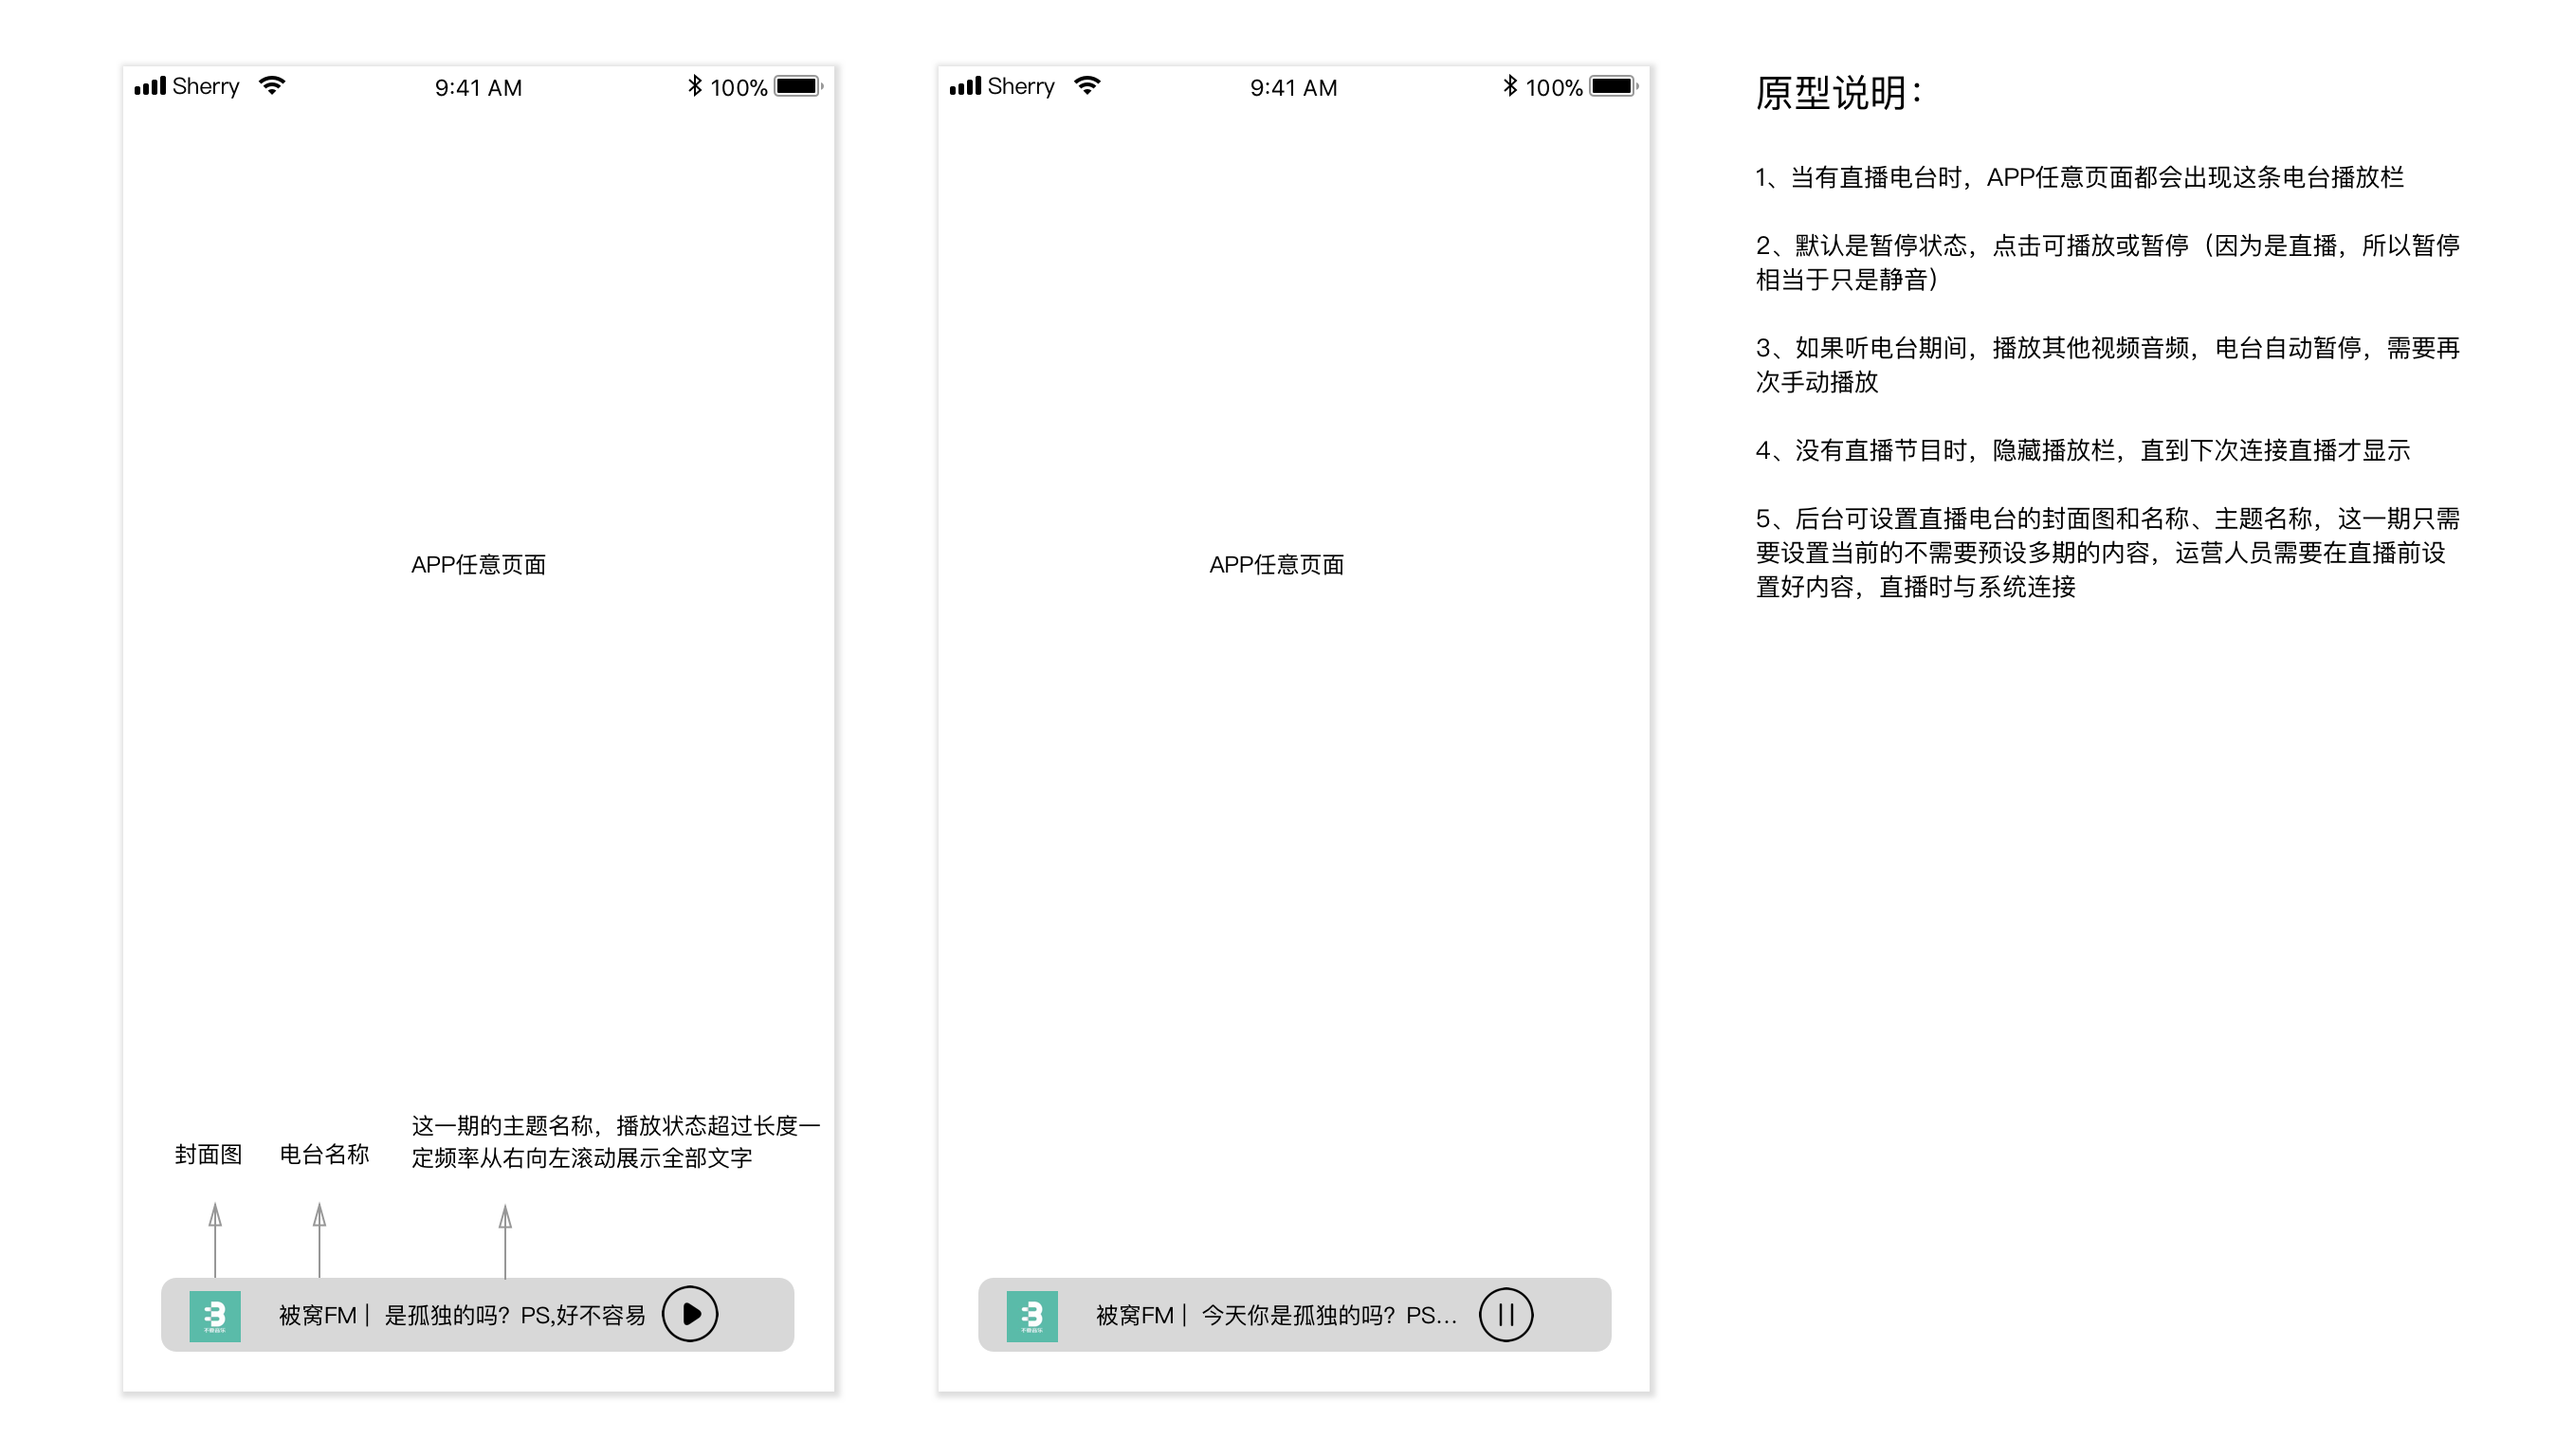 Sherry
9:41 AM
100%
APP任意页面
封面图
电台名称
这一期的主题名称，播放状态超过长度一
定频率从右向左滚动展示全部文字
被窝FM｜ 是孤独的吗？PS,好不容易
Sherry
9:41 AM
100%
APP任意页面
被窝FM｜ 今天你是孤独的吗？PS...
原型说明：
1、当有直播电台时，APP任意页面都会出现这条电台播放栏
2、默认是暂停状态，点击可播放或暂停（因为是直播，所以暂停
相当于只是静音）
3、如果听电台期间，播放其他视频音频，电台自动暂停，需要再
次手动播放
4、没有直播节目时，隐藏播放栏，直到下次连接直播才显示
5、后台可设置直播电台的封面图和名称、主题名称，这一期只需
要设置当前的不需要预设多期的内容，运营人员需要在直播前设
置好内容，直播时与系统连接